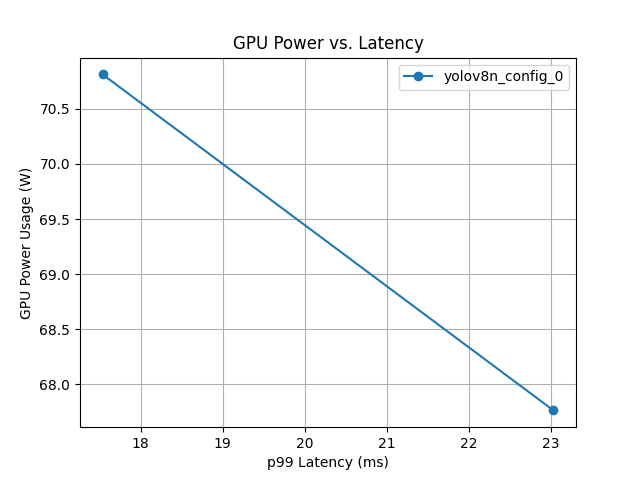 GPU Power vs. Latency
yolov8n_config_0
GPU Power Usage (W)
70.5
70.0
69.5
69.0
68.5
68.0
18 19 20 21 22 23
p99 Latency (ms)